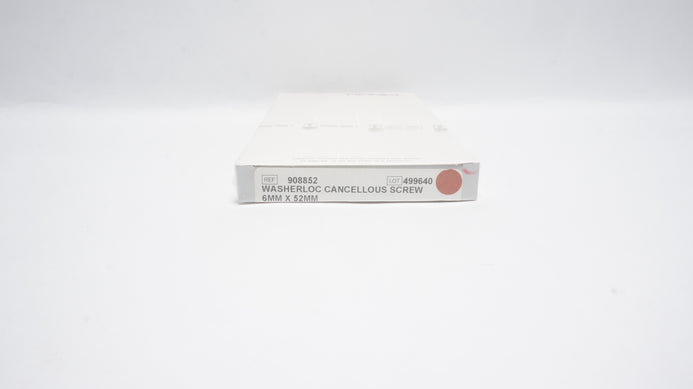 REF 908852 LOT 499640
WASHERLOC CANCELLOUS SCREW
6MM X 52MM